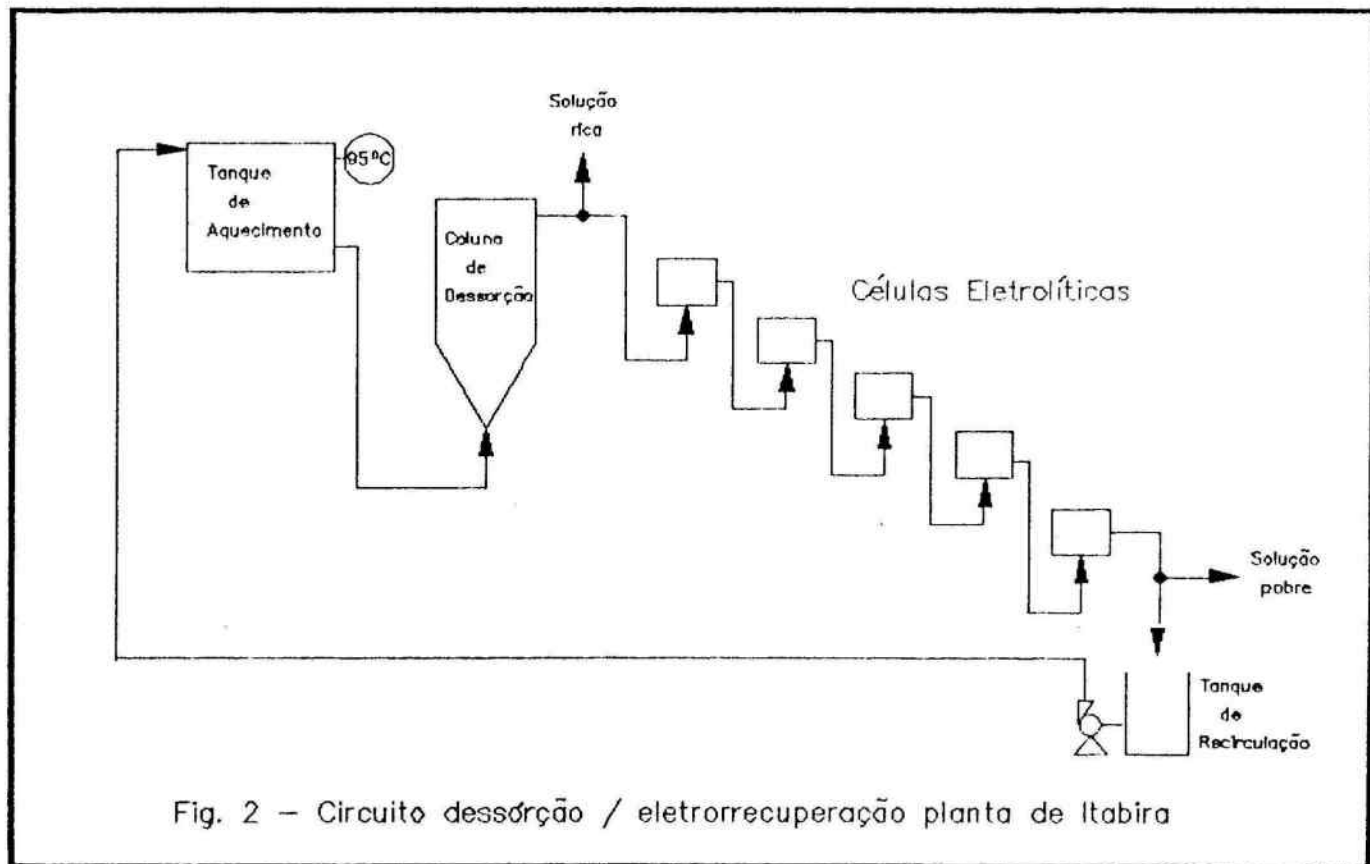 Solução
rica
95ºC
Tanque
de
Aquecimento
Coluna
de
Dessorção
Células Eletrolíticas
Solução
pobre
Tanque
de
Recirculação
Fig. 2 – Circuito dessórção / eletrorrecuperação planta de Itabira